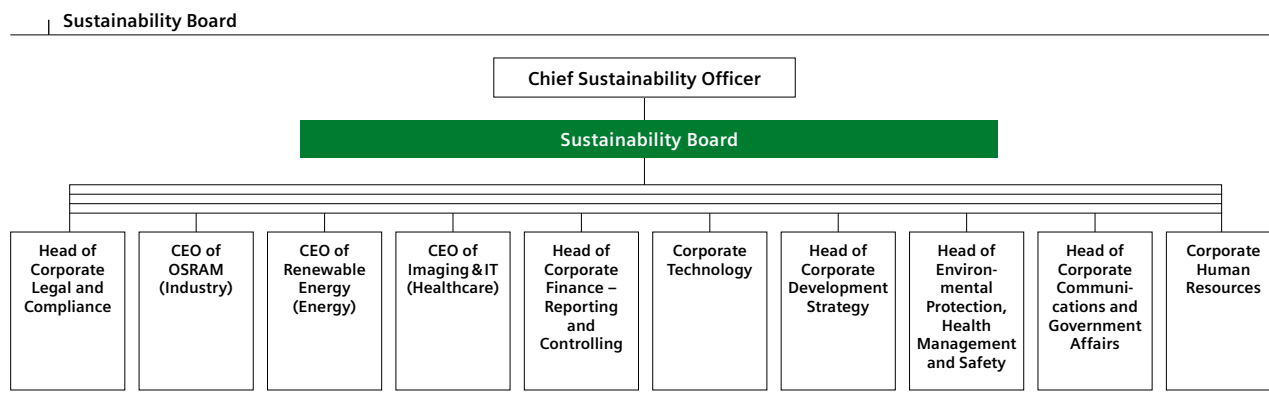 Sustainability Board
Chief Sustainability Officer
Sustainability Board
Head of
Corporate
Legal and
Compliance
CEO of
OSRAM
(Industry)
CEO of
Renewable
Energy
(Energy)
CEO of
Imaging & IT
(Healthcare)
Head of
Corporate
Finance –
Reporting
and
Controlling
Corporate
Technology
Head of
Corporate
Development
Strategy
Head of
Environ-
mental
Protection,
Health
Management
and Safety
Head of
Corporate
Communi-
cations and
Government
Affairs
Corporate
Human
Resources